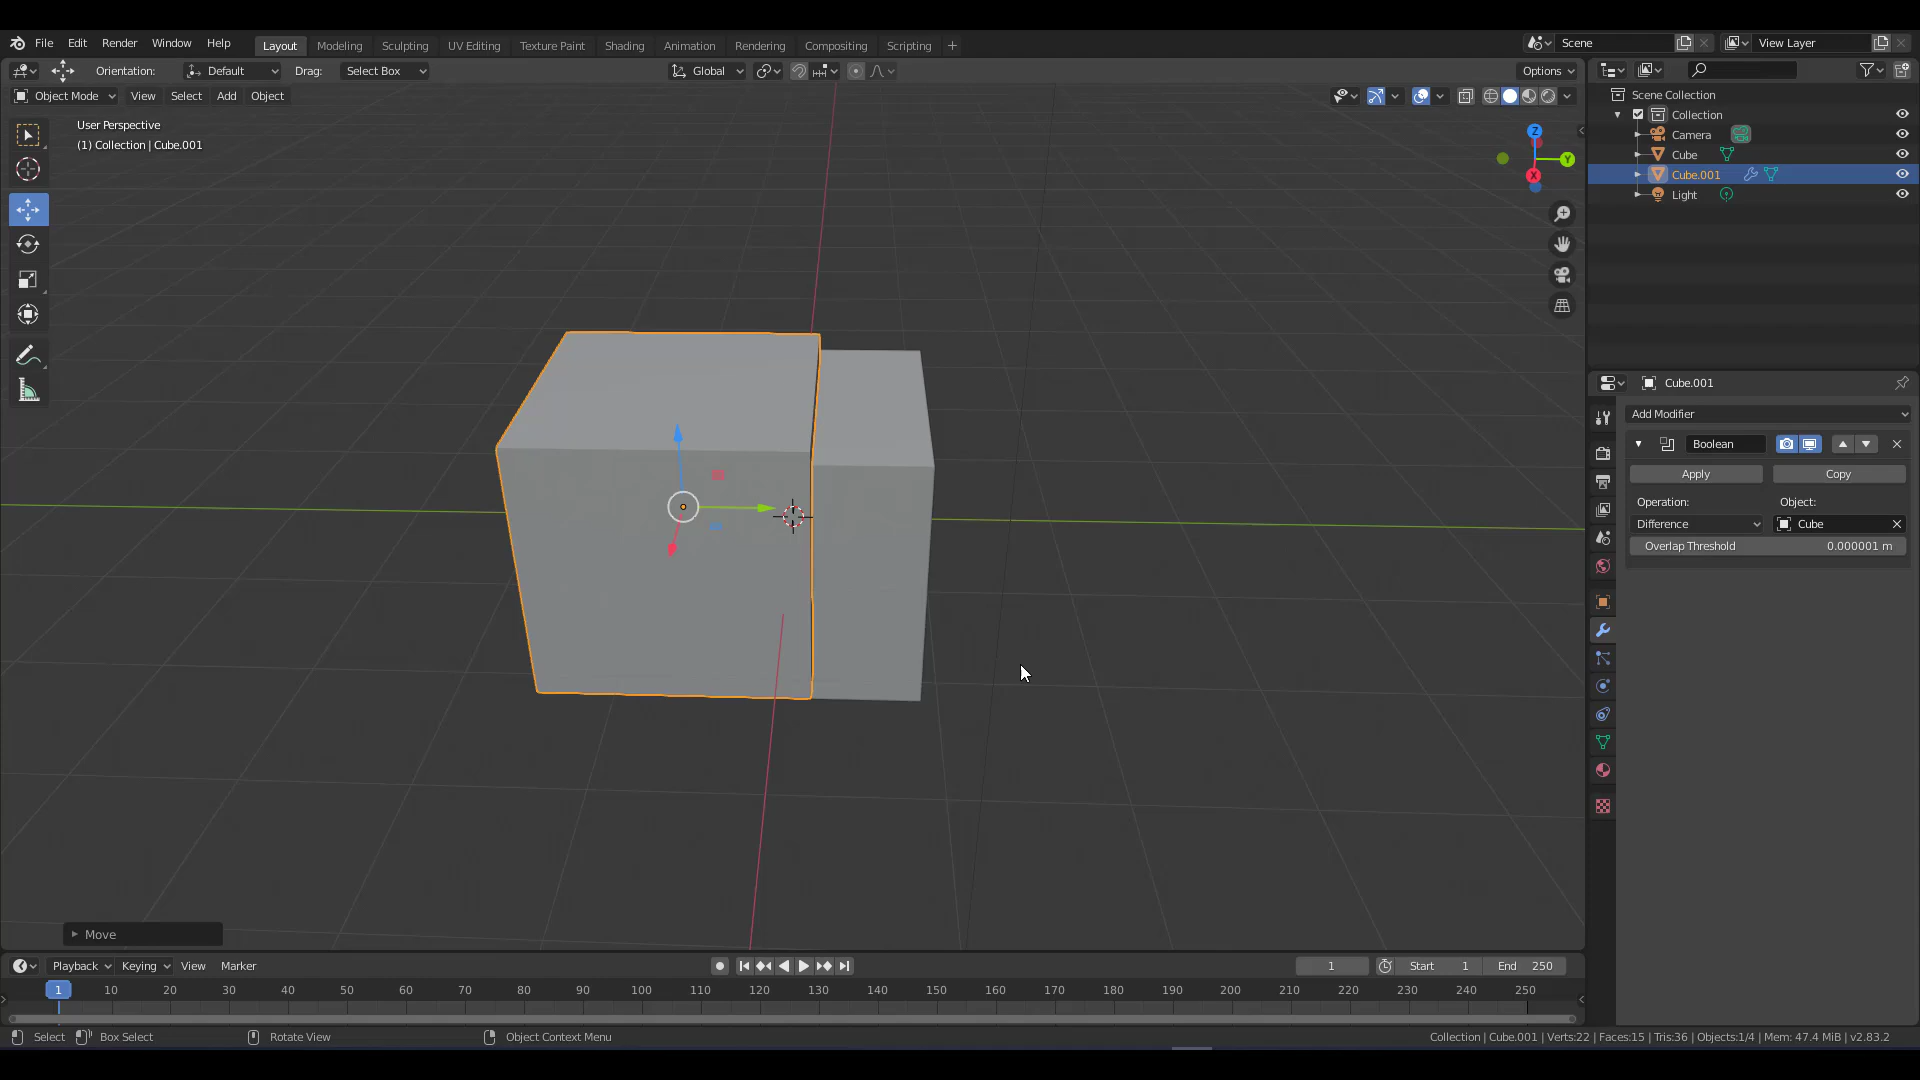 File Edit Render Window Help Layout Modeling Sculpting UV Editing Texture Paint Shading Animation Rendering Compositing Scripting + Scene View Layer
Orientation: Default Drag: Select Box Global Options
Object Mode View Select Add Object
User Perspective
(1) Collection | Cube.001
Z
Y
X
Move
Scene Collection
Collection
Camera
Cube
Cube.001
Light
Cube.001
Add Modifier
Boolean
Apply Copy
Operation: Object:
Difference Cube
Overlap Threshold 0.000001 m
Playback Keying View Marker 1 Start 1 End 250
1 10 20 30 40 50 60 70 80 90 100 110 120 130 140 150 160 170 180 190 200 210 220 230 240 250
Select Box Select Rotate View Object Context Menu Collection | Cube.001 | Verts:22 | Faces:15 | Tris:36 | Objects:1/4 | Mem: 47.4 MiB | v2.83.2